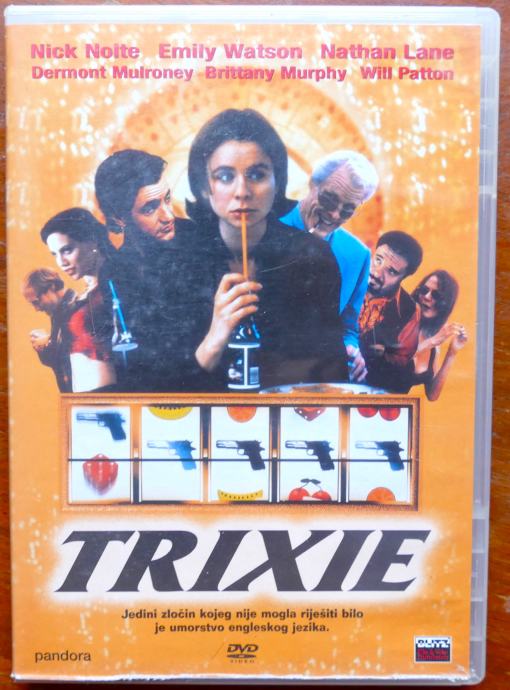 Nick Nolte Emily Watson Nathan Lane
Dermont Mulroney Brittany Murphy Will Patton
TRIXIE
Jedini zločin kojeg nije mogla riješiti bilo
je umorstvo engleskog jezika.
pandora
DVD
VIDEO
BLITZ